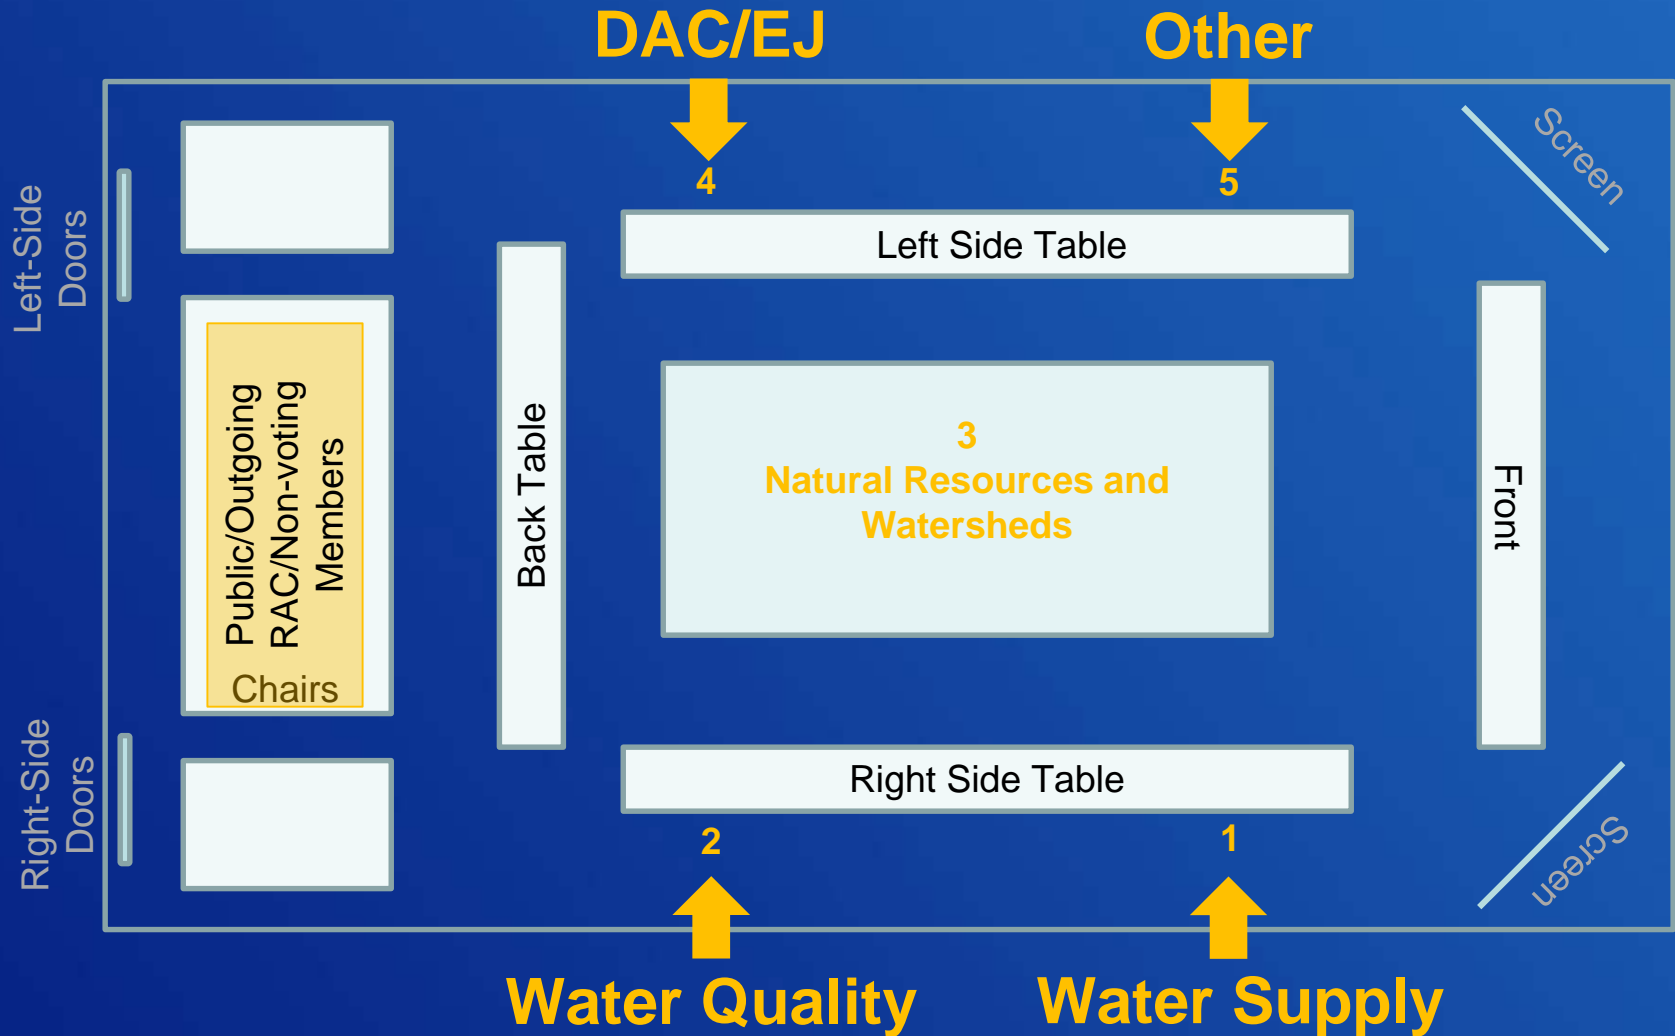 DAC/EJ
Other
4
5
Screen
Left-Side
Doors
Left Side Table
Public/Outgoing
RAC/Non-voting
Members
Chairs
Back Table
3
Natural Resources and
Watersheds
Front
Right-Side
Doors
Right Side Table
2
1
Screen
Water Quality
Water Supply